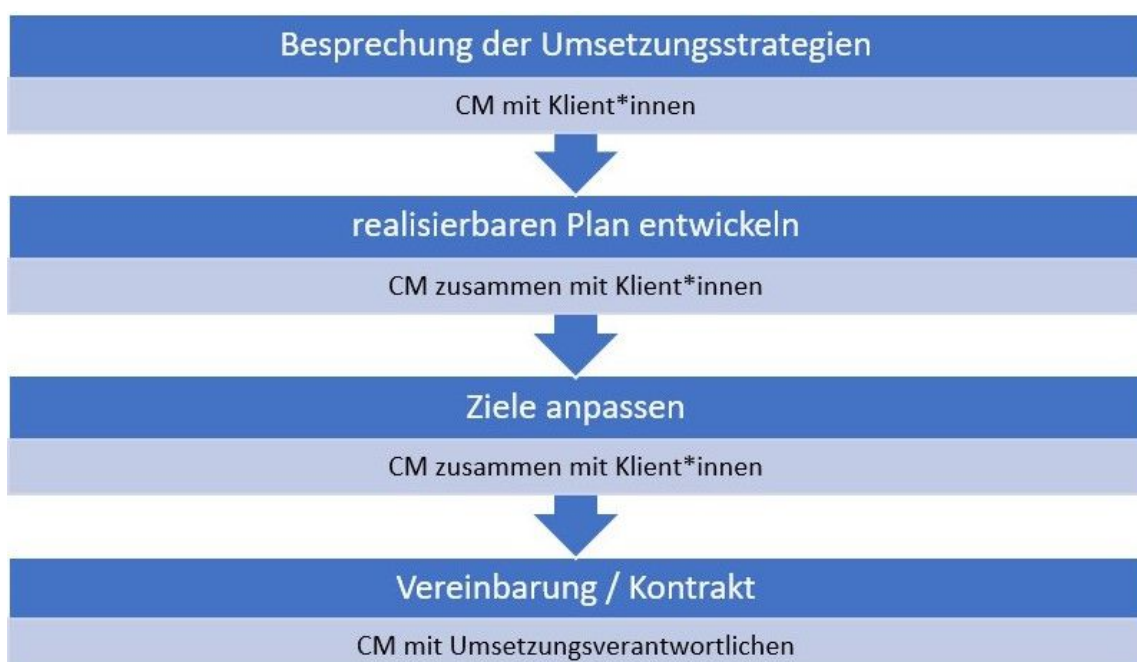 Besprechung der Umsetzungsstrategien
CM mit Klient*innen
realisierbaren Plan entwickeln
CM zusammen mit Klient*innen
Ziele anpassen
CM zusammen mit Klient*innen
Vereinbarung / Kontrakt
CM mit Umsetzungsverantwortlichen